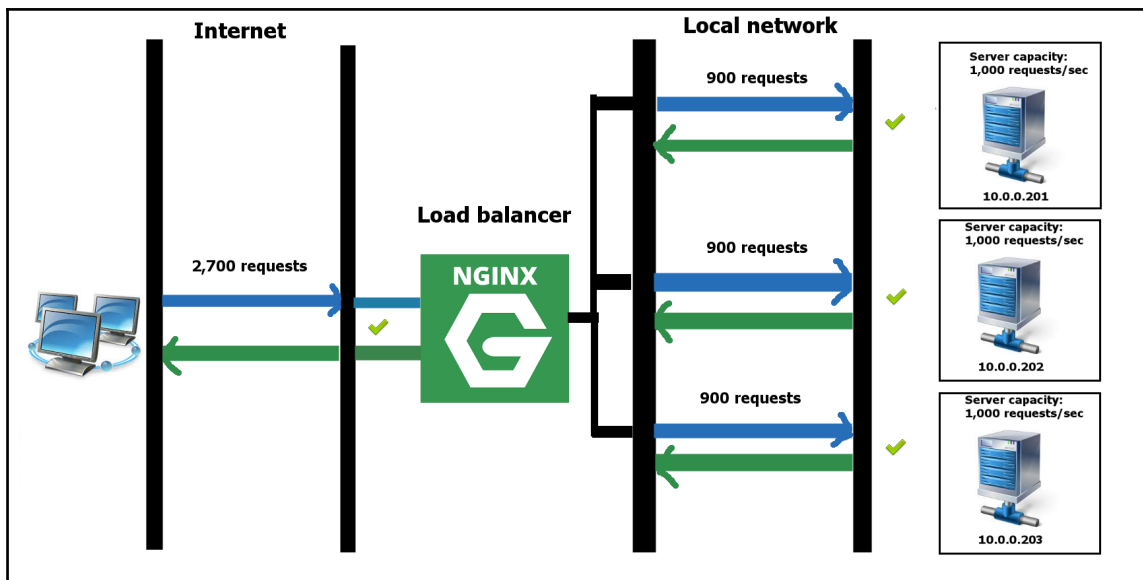 Internet
Local network
Server capacity:
1,000 requests/sec
900 requests
10.0.0.201
Load balancer
Server capacity:
1,000 requests/sec
900 requests
2,700 requests
NGINX
10.0.0.202
Server capacity:
1,000 requests/sec
900 requests
10.0.0.203